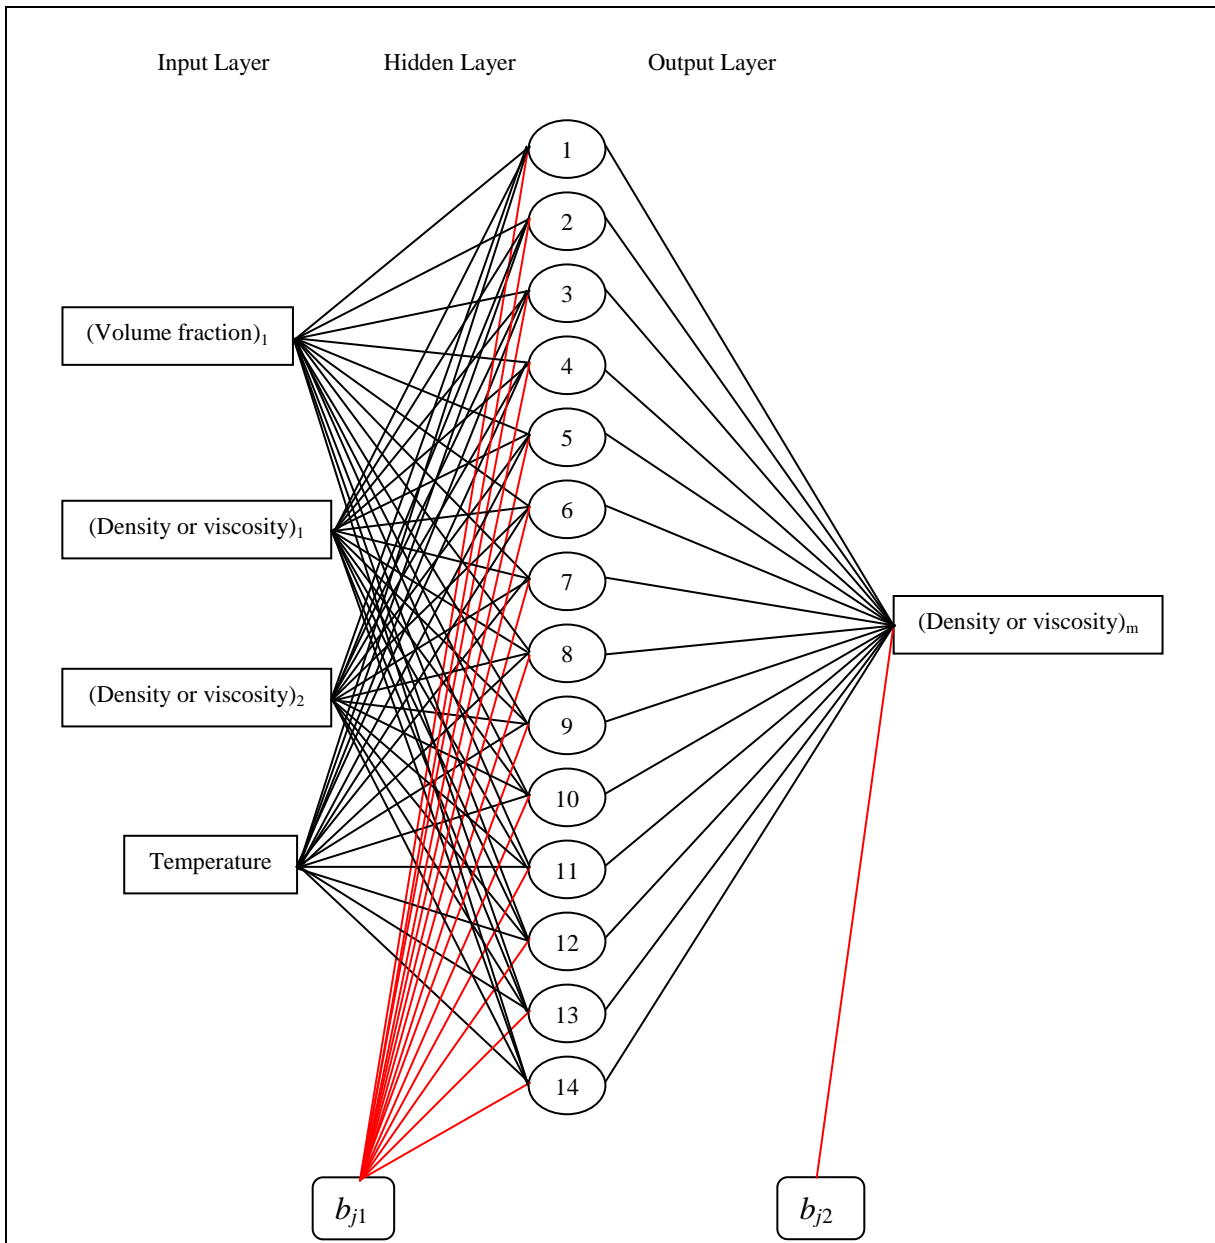 Input Layer Hidden Layer Output Layer
1
2
3
(Volume fraction)1
4
5
6
(Density or viscosity)1
7
8
(Density or viscosity)m
(Density or viscosity)2
9
10
Temperature
11
12
13
14
bj1
bj2